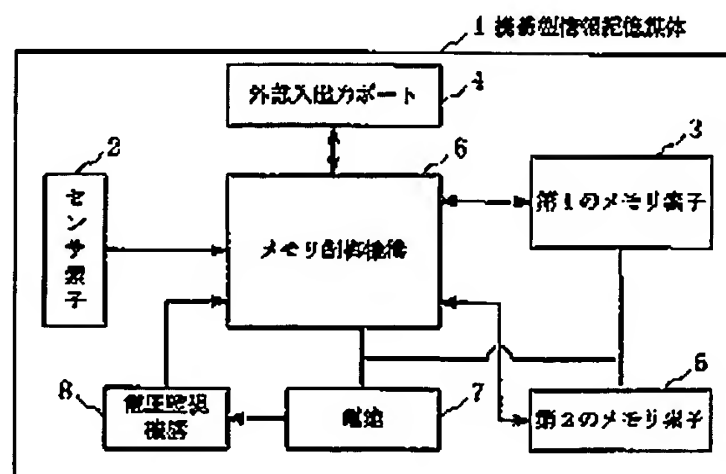 1 携帯型情報記憶媒体
外部入出力ポート
4
2
6
3
センサ素子
メモリ制御機構
第1のメモリ素子
8
電圧監視
機器
電池
7
5
第2のメモリ素子